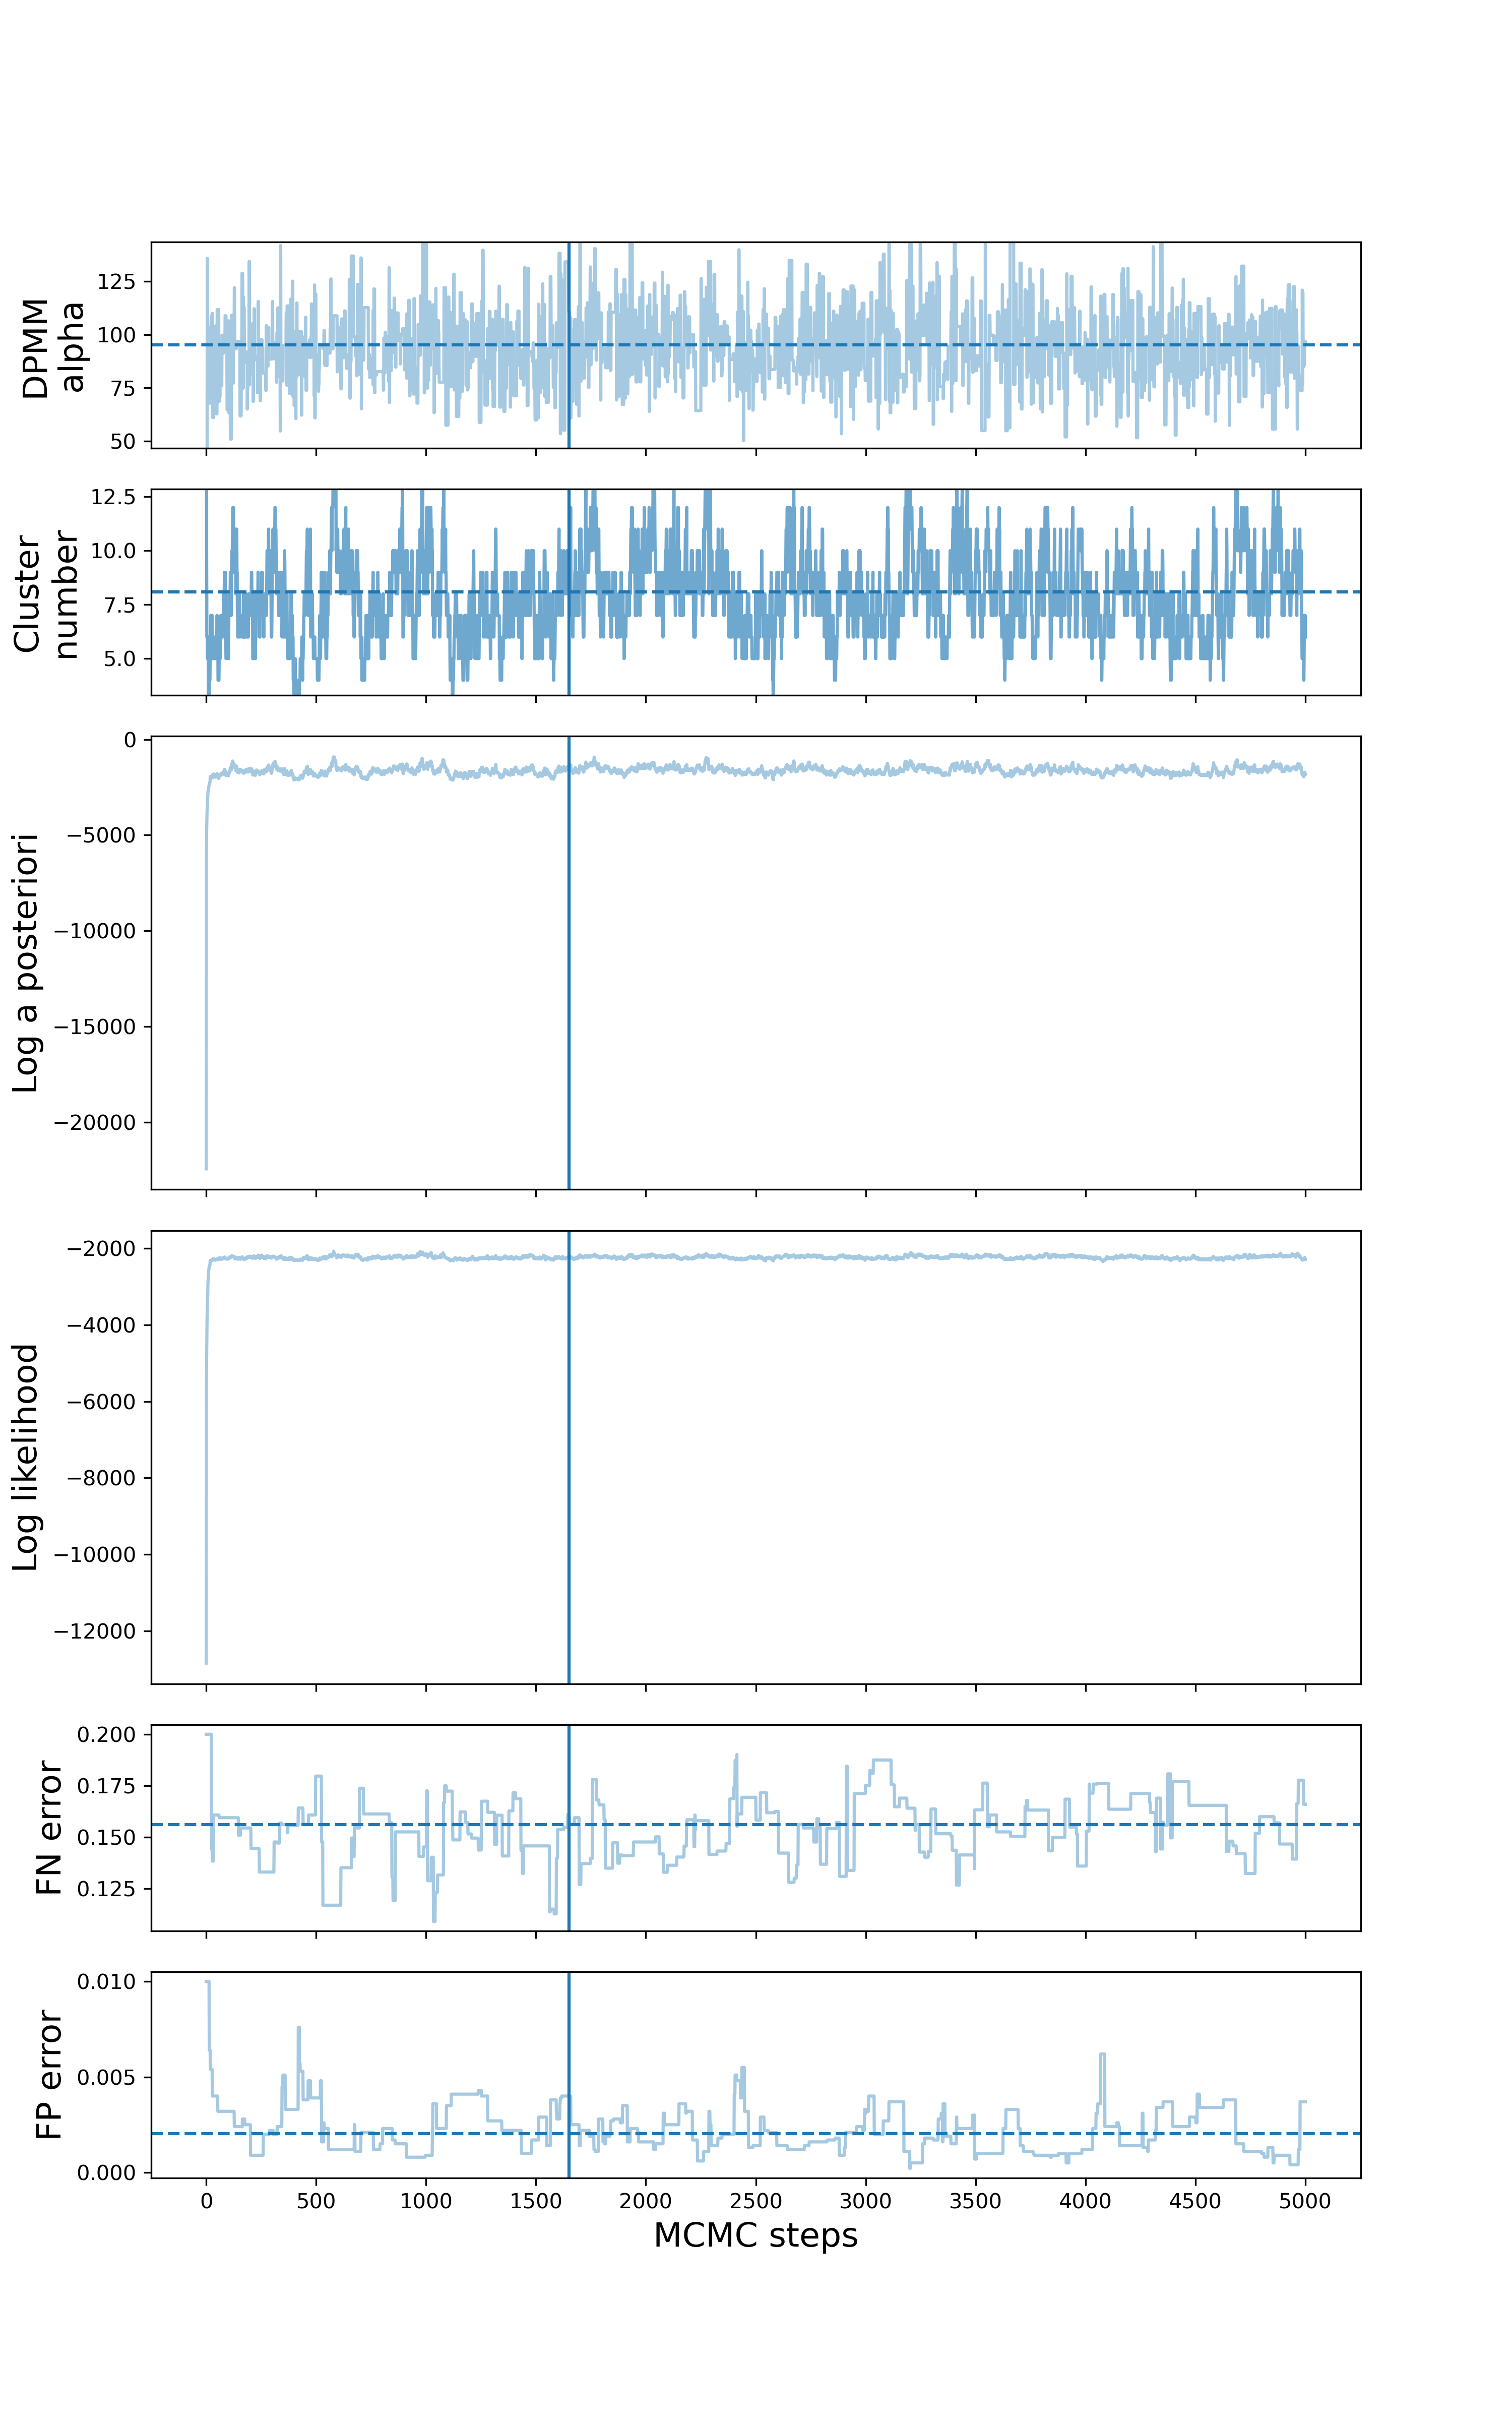 DPMM
alpha
125
100
75
50
Cluster
number
12.5
10.0
7.5
5.0
Log a posteriori
0
−5000
−10000
−15000
−20000
Log likelihood
−2000
−4000
−6000
−8000
−10000
−12000
FN error
0.200
0.175
0.150
0.125
FP error
0.010
0.005
0.000
0 500 1000 1500 2000 2500 3000 3500 4000 4500 5000
MCMC steps